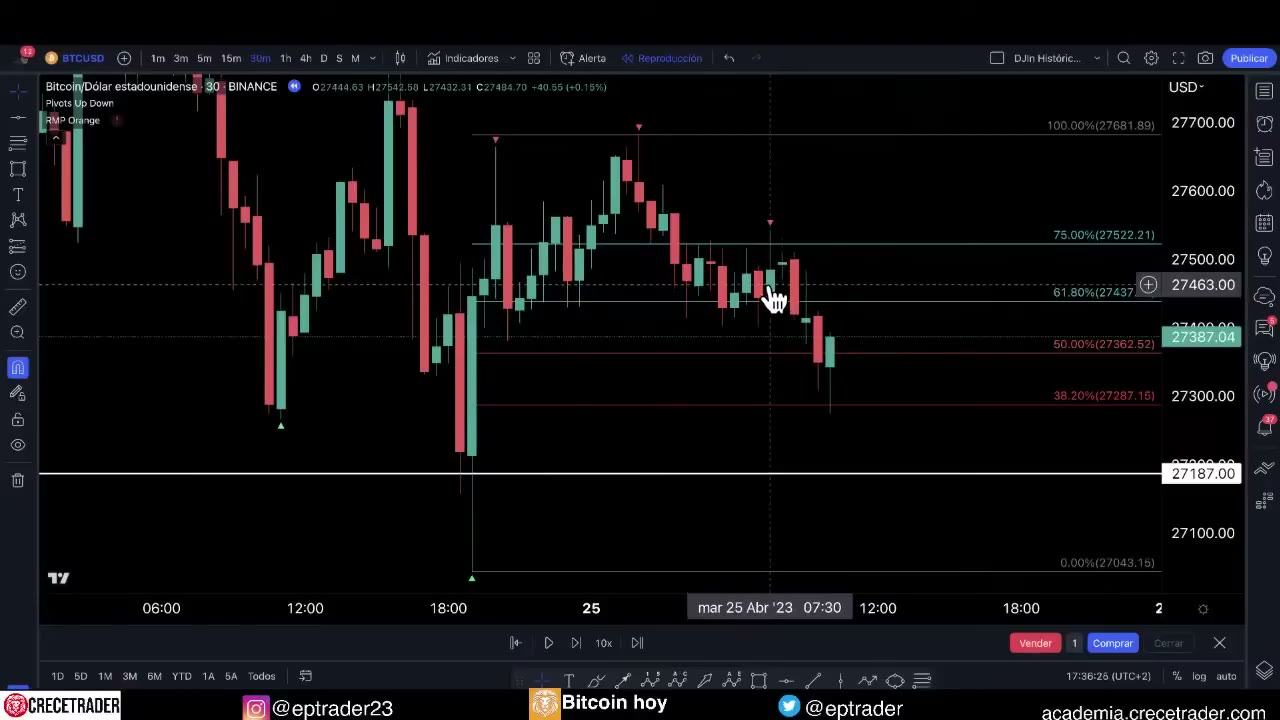 12
BTCUSD 1m 3m 5m 15m 30m 1h 4h D S M Indicadores Alerta Reproducción DJIn Históric... Publicar
Bitcoin/Dólar estadounidense · 30 · BINANCE O27444.63 H27542.58 L27432.31 C27484.70 +40.55 (+0.15%) USD
Pivots Up Down
RMP Orange
100.00%(27681.89)
27700.00
27600.00
75.00%(27522.21)
27500.00
61.80%(27437.
27463.00
27387.04
50.00%(27362.52)
5
38.20%(27287.15)
27300.00
37
27187.00
27100.00
0.00%(27043.15)
06:00 12:00 18:00 25 mar 25 Abr '23 07:30 12:00 18:00 2
10x Vender 1 Comprar Cerrar
1D 5D 1M 3M 6M YTD 1A 5A Todos 17:36:26 (UTC+2) % log auto
CRECETRADER @eptrader23 Bitcoin hoy @eptrader academia.crecetrader.com